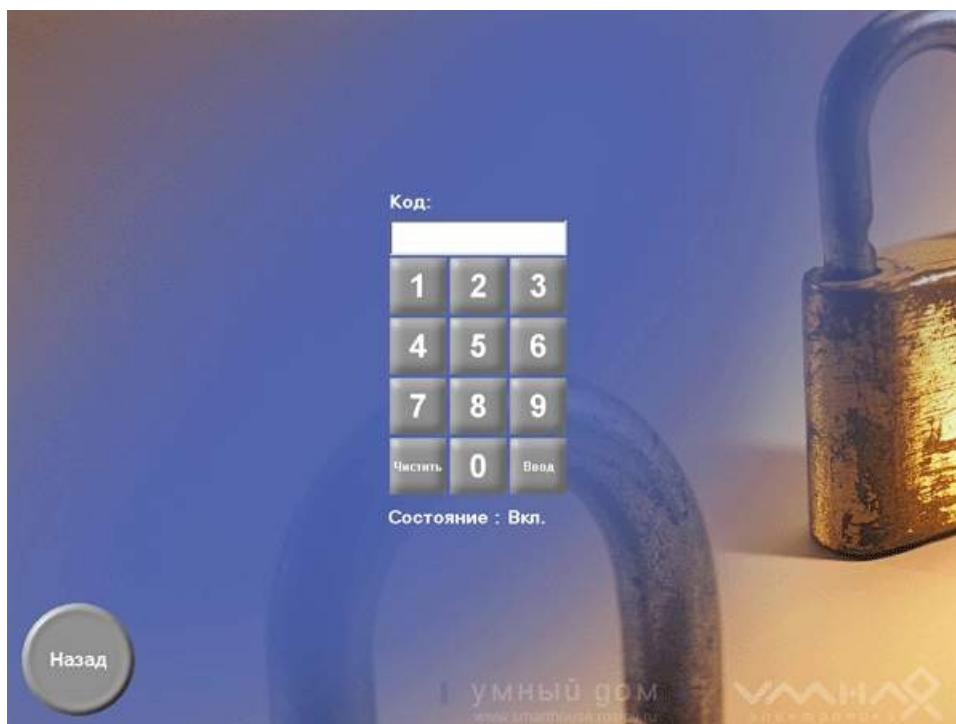 Код:
1 2 3
4 5 6
7 8 9
Чистить 0 Ввод
Состояние : Вкл.
Назад
умный дом